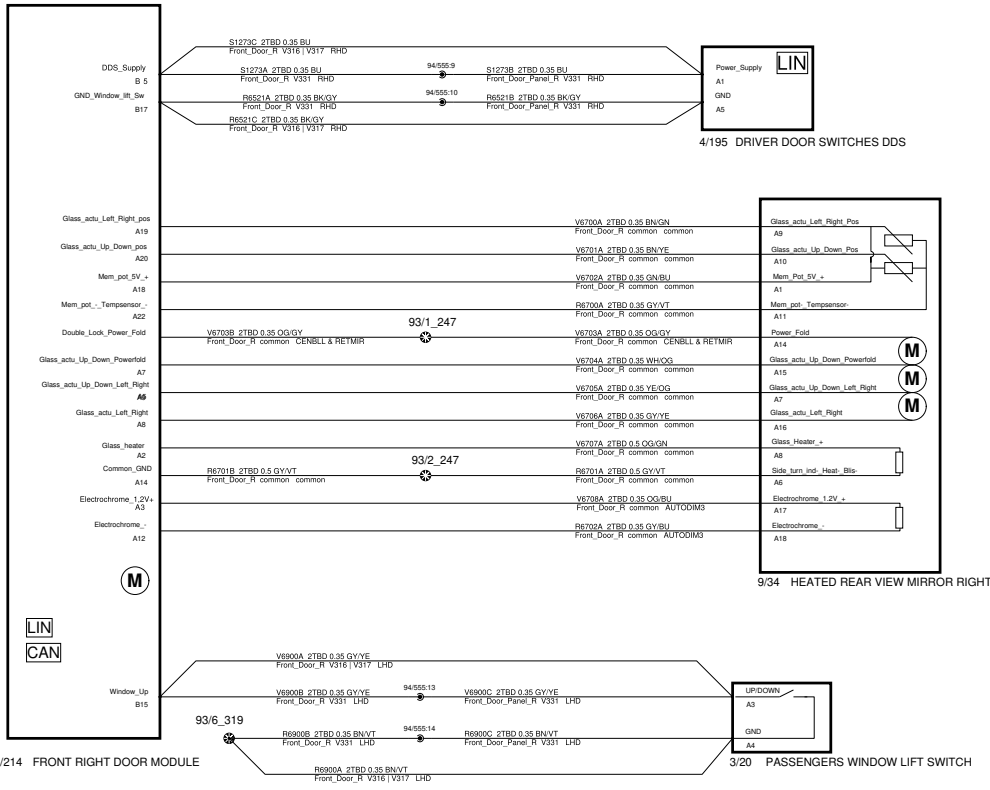 S1273C 2TBD 0.35 BU
Front_Door_R V316 | V317 RHD
DDS_Supply
B 5
S1273A 2TBD 0.35 BU
Front_Door_R V331 RHD
94/555:9
S1273B 2TBD 0.35 BU
Front_Door_Panel_R V331 RHD
Power_Supply
A1
LIN
GND_Window_lift_Sw
B17
R6521A 2TBD 0.35 BK/GY
Front_Door_R V331 RHD
94/555:10
R6521B 2TBD 0.35 BK/GY
Front_Door_Panel_R V331 RHD
GND
A5
R6521C 2TBD 0.35 BK/GY
Front_Door_R V316 | V317 RHD
4/195 DRIVER DOOR SWITCHES DDS
Glass_actu_Left_Right_pos
A19
V6700A 2TBD 0.35 BN/GN
Front_Door_R common common
Glass_actu_Left_Right_Pos
A9
Glass_actu_Up_Down_pos
A20
V6701A 2TBD 0.35 BN/YE
Front_Door_R common common
Glass_actu_Up_Down_Pos
A10
Mem_pot_5V_+
A18
V6702A 2TBD 0.35 GN/BU
Front_Door_R common common
Mem_Pot_5V_+
A1
Mem_pot_-_Tempsensor_-
A22
R6700A 2TBD 0.35 GY/VT
Front_Door_R common common
Mem_pot-_Tempsensor-
A11
Double_Lock_Power_Fold
V6703B 2TBD 0.35 OG/GY
Front_Door_R common CENBLL & RETMIR
93/1_247
V6703A 2TBD 0.35 OG/GY
Front_Door_R common CENBLL & RETMIR
Power_Fold
A14
Glass_actu_Up_Down_Powerfold
A7
V6704A 2TBD 0.35 WH/OG
Front_Door_R common common
Glass_actu_Up_Down_Powerfold
A15
M
Glass_actu_Up_Down_Left_Right
V6705A 2TBD 0.35 YE/OG
Front_Door_R common common
Glass_actu_Up_Down_Left_Right
A7
M
Glass_actu_Left_Right
A8
V6706A 2TBD 0.35 GY/YE
Front_Door_R common common
Glass_actu_Left_Right
A16
M
Glass_heater
A2
V6707A 2TBD 0.5 OG/GN
Front_Door_R common common
Glass_Heater_+
A8
Common_GND
A14
R6701B 2TBD 0.5 GY/VT
Front_Door_R common common
93/2_247
R6701A 2TBD 0.5 GY/VT
Front_Door_R common common
Side_turn_ind-_Heat-_Blis-
A6
Electrochrome_1,2V+
A3
V6708A 2TBD 0.35 OG/BU
Front_Door_R common AUTODIM3
Electrochrome_1.2V_+
A17
Electrochrome_-
A12
R6702A 2TBD 0.35 GY/BU
Front_Door_R common AUTODIM3
Electrochrome_-
A18
M
9/34 HEATED REAR VIEW MIRROR RIGHT
LIN
CAN
V6900A 2TBD 0.35 GY/YE
Front_Door_R V316 | V317 LHD
Window_Up
B15
V6900B 2TBD 0.35 GY/YE
Front_Door_R V331 LHD
94/555:13
V6900C 2TBD 0.35 GY/YE
Front_Door_Panel_R V331 LHD
UP/DOWN
A3
93/6_319
R6900B 2TBD 0.35 BN/VT
Front_Door_R V331 LHD
94/555:14
R6900C 2TBD 0.35 BN/VT
Front_Door_Panel_R V331 LHD
GND
A4
R6900A 2TBD 0.35 BN/VT
Front_Door_R V316 | V317 LHD
/214 FRONT RIGHT DOOR MODULE
3/20 PASSENGERS WINDOW LIFT SWITCH